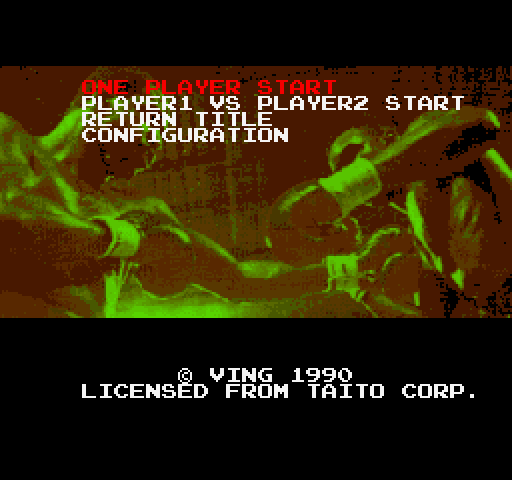 ONE PLAYER START
PLAYER1 VS PLAYER2 START
RETURN TITLE
CONFIGURATION
© VING 1990
LICENSED FROM TAITO CORP.